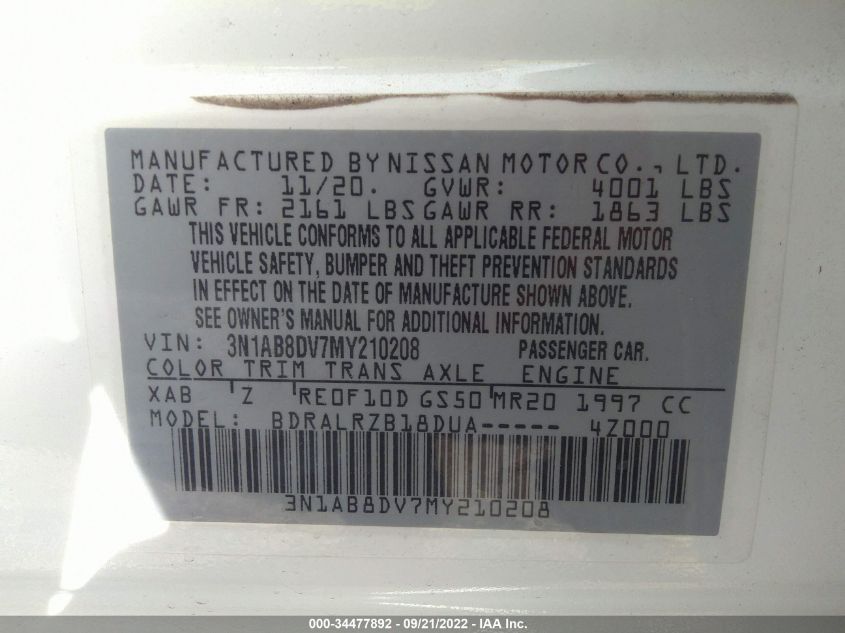 MANUFACTURED BY NISSAN MOTOR CO., LTD.
DATE: 11/20. GVWR: 4001 LBS
GAWR FR: 2161 LBS GAWR RR: 1863 LBS
THIS VEHICLE CONFORMS TO ALL APPLICABLE FEDERAL MOTOR
VEHICLE SAFETY, BUMPER AND THEFT PREVENTION STANDARDS
IN EFFECT ON THE DATE OF MANUFACTURE SHOWN ABOVE.
SEE OWNER'S MANUAL FOR ADDITIONAL INFORMATION.
VIN: 3N1AB8DV7MY210208 PASSENGER CAR.
COLOR TRIM TRANS AXLE ENGINE
XAB Z RE0F10D GS50 MR20 1997 CC
MODEL: BDRALRZB18DUA----- 4Z000
3N1AB8DV7MY210208
000-34477892 - 09/21/2022 - IAA Inc.